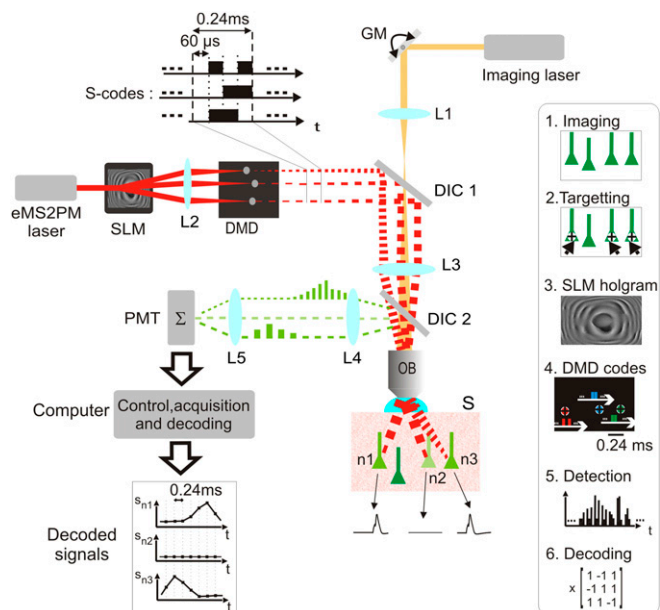 0.24ms
60 µs
S-codes :
t
GM
Imaging laser
L1
eMS2PM
laser
SLM
L2
DMD
DIC 1
L3
DIC 2
PMT
Σ
L5
L4
OB
S
n1
n2
n3
Computer
Control,acquisition
and decoding
Decoded
signals
0.24ms
Sn1
t
Sn2
t
Sn3
t
1. Imaging
2.Targetting
3. SLM holgram
4. DMD codes
0.24 ms
5. Detection
t
6. Decoding
x
1 -1 1
-1 1 1
1 1 -1